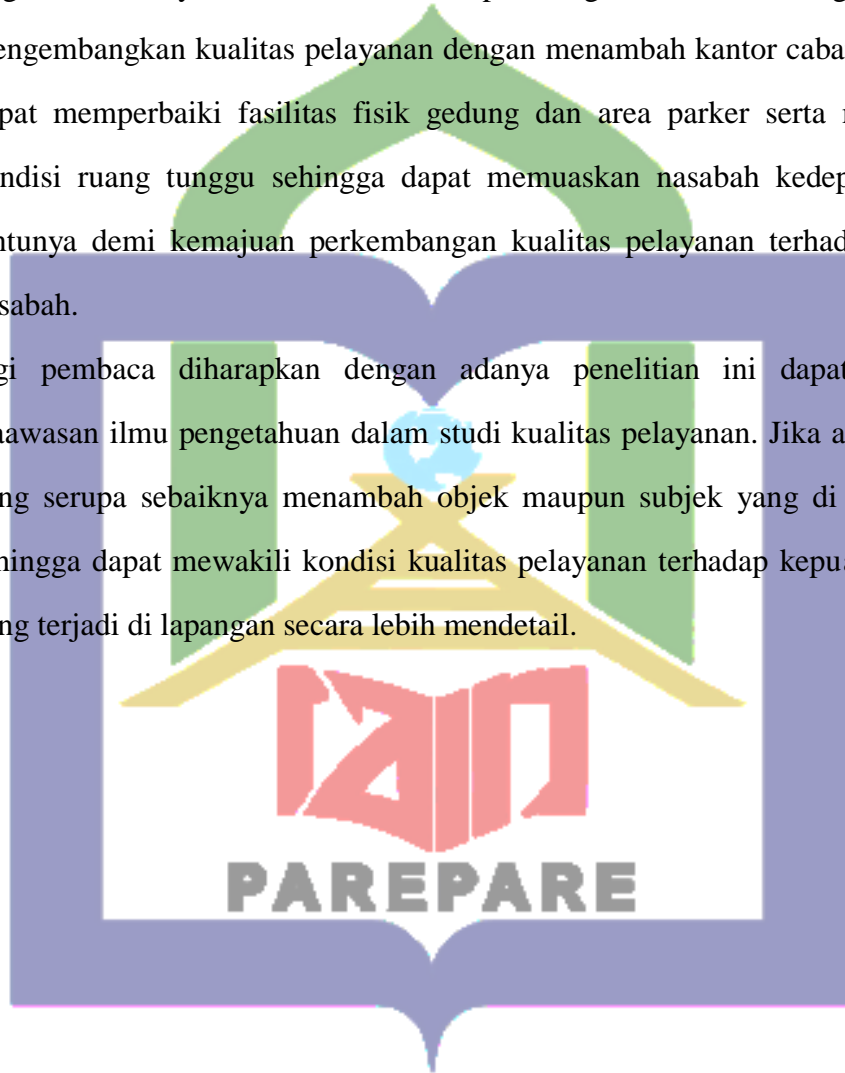 engembangkan kualitas pelayanan dengan menambah kantor caba
pat memperbaiki fasilitas fisik gedung dan area parker serta
ndisi ruang tunggu sehingga dapat memuaskan nasabah kedep
ntunya demi kemajuan perkembangan kualitas pelayanan terhad
sabah.
gi pembaca diharapkan dengan adanya penelitian ini dapat
aawasan ilmu pengetahuan dalam studi kualitas pelayanan. Jika a
ng serupa sebaiknya menambah objek maupun subjek yang di
hingga dapat mewakili kondisi kualitas pelayanan terhadap kepua
ng terjadi di lapangan secara lebih mendetail.
iain
PAREPARE